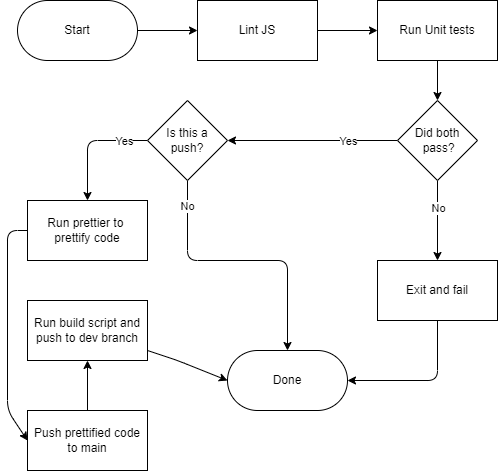 Start
Lint JS
Run Unit tests
Is this a
push?
Did both
pass?
Yes
Yes
No
No
Run prettier to
prettify code
Exit and fail
Run build script and
push to dev branch
Done
Push prettified code
to main